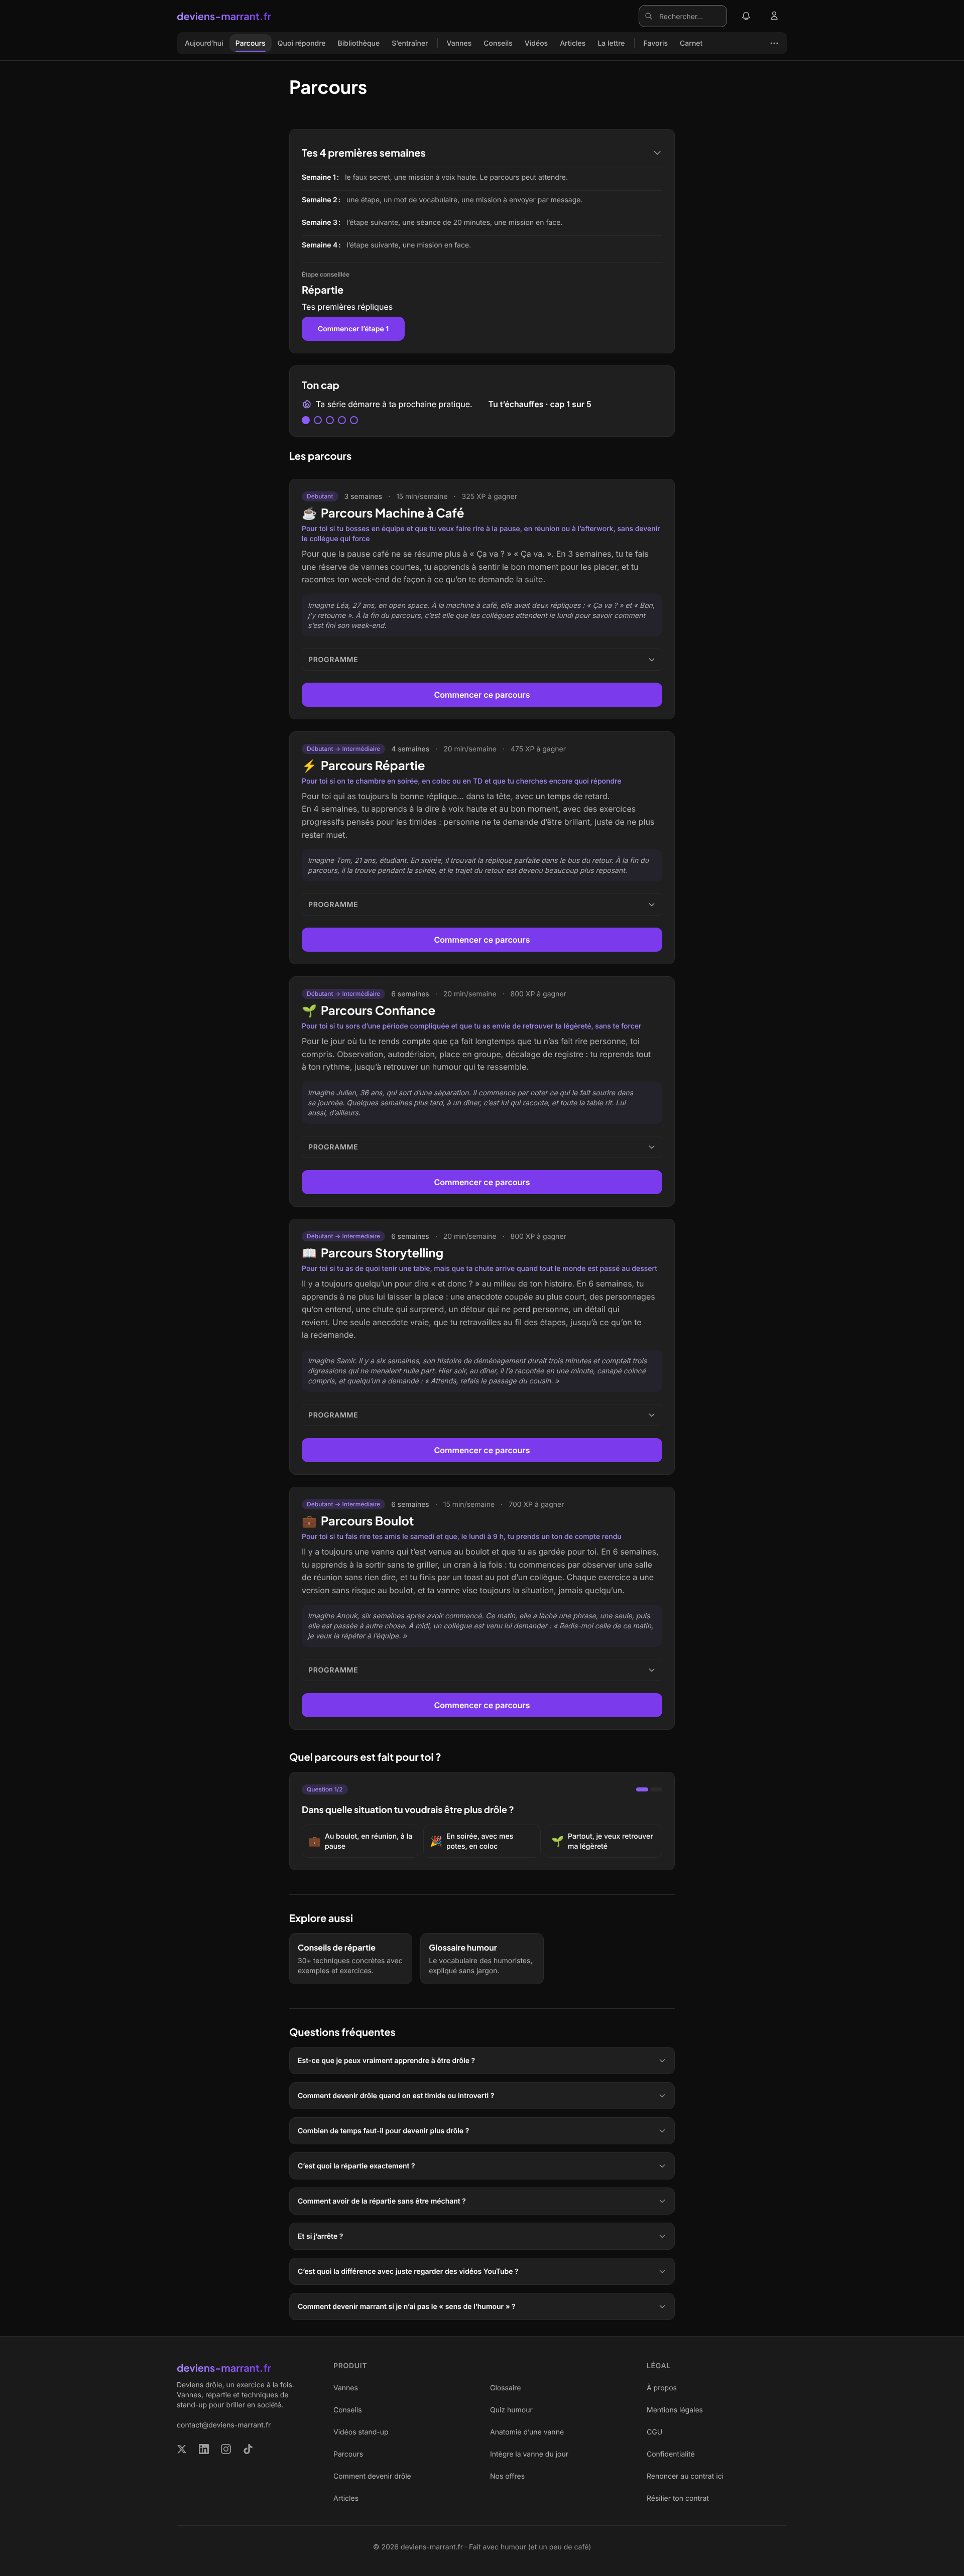 deviens-marrant.fr
Rechercher...
Aujourd'hui Parcours Quoi répondre Bibliothèque S'entraîner Vannes Conseils Vidéos Articles La lettre Favoris Carnet
Parcours
Tes 4 premières semaines
Semaine 1 : le faux secret, une mission à voix haute. Le parcours peut attendre.
Semaine 2 : une étape, un mot de vocabulaire, une mission à envoyer par message.
Semaine 3 : l'étape suivante, une séance de 20 minutes, une mission en face.
Semaine 4 : l'étape suivante, une mission en face.
Étape conseillée
Répartie
Tes premières répliques
Commencer l'étape 1
Ton cap
Ta série démarre à ta prochaine pratique. Tu t'échauffes · cap 1 sur 5
Les parcours
Débutant 3 semaines · 15 min/semaine · 325 XP à gagner
☕ Parcours Machine à Café
Pour toi si tu bosses en équipe et que tu veux faire rire à la pause, en réunion ou à l'afterwork, sans devenir
le collègue qui force
Pour que la pause café ne se résume plus à « Ça va ? » « Ça va. ». En 3 semaines, tu te fais
une réserve de vannes courtes, tu apprends à sentir le bon moment pour les placer, et tu
racontes ton week-end de façon à ce qu'on te demande la suite.
Imagine Léa, 27 ans, en open space. À la machine à café, elle avait deux répliques : « Ça va ? » et « Bon,
j'y retourne ». À la fin du parcours, c'est elle que les collègues attendent le lundi pour savoir comment
s'est fini son week-end.
PROGRAMME
Commencer ce parcours
Débutant → Intermédiaire 4 semaines · 20 min/semaine · 475 XP à gagner
⚡ Parcours Répartie
Pour toi si on te chambre en soirée, en coloc ou en TD et que tu cherches encore quoi répondre
Pour toi qui as toujours la bonne réplique… dans ta tête, avec un temps de retard.
En 4 semaines, tu apprends à la dire à voix haute et au bon moment, avec des exercices
progressifs pensés pour les timides : personne ne te demande d'être brillant, juste de ne plus
rester muet.
Imagine Tom, 21 ans, étudiant. En soirée, il trouvait la réplique parfaite dans le bus du retour. À la fin du
parcours, il la trouve pendant la soirée, et le trajet du retour est devenu beaucoup plus reposant.
PROGRAMME
Commencer ce parcours
Débutant → Intermédiaire 6 semaines · 20 min/semaine · 800 XP à gagner
🌱 Parcours Confiance
Pour toi si tu sors d'une période compliquée et que tu as envie de retrouver ta légèreté, sans te forcer
Pour le jour où tu te rends compte que ça fait longtemps que tu n'as fait rire personne, toi
compris. Observation, autodérision, place en groupe, décalage de registre : tu reprends tout
à ton rythme, jusqu'à retrouver un humour qui te ressemble.
Imagine Julien, 36 ans, qui sort d'une séparation. Il commence par noter ce qui le fait sourire dans
sa journée. Quelques semaines plus tard, à un dîner, c'est lui qui raconte, et toute la table rit. Lui
aussi, d'ailleurs.
PROGRAMME
Commencer ce parcours
Débutant → Intermédiaire 6 semaines · 20 min/semaine · 800 XP à gagner
📖 Parcours Storytelling
Pour toi si tu as de quoi tenir une table, mais que ta chute arrive quand tout le monde est passé au dessert
Il y a toujours quelqu'un pour dire « et donc ? » au milieu de ton histoire. En 6 semaines, tu
apprends à ne plus lui laisser la place : une anecdote coupée au plus court, des personnages
qu'on entend, une chute qui surprend, un détour qui ne perd personne, un détail qui
revient. Une seule anecdote vraie, que tu retravailles au fil des étapes, jusqu'à ce qu'on te
la redemande.
Imagine Samir. Il y a six semaines, son histoire de déménagement durait trois minutes et comptait trois
digressions qui ne menaient nulle part. Hier soir, au dîner, il l'a racontée en une minute, canapé coincé
compris, et quelqu'un a demandé : « Attends, refais le passage du cousin. »
PROGRAMME
Commencer ce parcours
Débutant → Intermédiaire 6 semaines · 15 min/semaine · 700 XP à gagner
💼 Parcours Boulot
Pour toi si tu fais rire tes amis le samedi et que, le lundi à 9 h, tu prends un ton de compte rendu
Il y a toujours une vanne qui t'est venue au boulot et que tu as gardée pour toi. En 6 semaines,
tu apprends à la sortir sans te griller, un cran à la fois : tu commences par observer une salle
de réunion sans rien dire, et tu finis par un toast au pot d'un collègue. Chaque exercice a une
version sans risque au boulot, et ta vanne vise toujours la situation, jamais quelqu'un.
Imagine Anouk, six semaines après avoir commencé. Ce matin, elle a lâché une phrase, une seule, puis
elle est passée à autre chose. À midi, un collègue est venu lui demander : « Redis-moi celle de ce matin,
je veux la répéter à l'équipe. »
PROGRAMME
Commencer ce parcours
Quel parcours est fait pour toi ?
Question 1/2
Dans quelle situation tu voudrais être plus drôle ?
💼 Au boulot, en réunion, à la pause
🎉 En soirée, avec mes potes, en coloc
🌱 Partout, je veux retrouver ma légèreté
Explore aussi
Conseils de répartie
30+ techniques concrètes avec
exemples et exercices.
Glossaire humour
Le vocabulaire des humoristes,
expliqué sans jargon.
Questions fréquentes
Est-ce que je peux vraiment apprendre à être drôle ?
Comment devenir drôle quand on est timide ou introverti ?
Combien de temps faut-il pour devenir plus drôle ?
C'est quoi la répartie exactement ?
Comment avoir de la répartie sans être méchant ?
Et si j'arrête ?
C'est quoi la différence avec juste regarder des vidéos YouTube ?
Comment devenir marrant si je n'ai pas le « sens de l'humour » ?
deviens-marrant.fr
Deviens drôle, un exercice à la fois.
Vannes, répartie et techniques de
stand-up pour briller en société.
contact@deviens-marrant.fr
PRODUIT
Vannes
Conseils
Vidéos stand-up
Parcours
Comment devenir drôle
Articles
Glossaire
Quiz humour
Anatomie d'une vanne
Intègre la vanne du jour
Nos offres
LÉGAL
À propos
Mentions légales
CGU
Confidentialité
Renoncer au contrat ici
Résilier ton contrat
© 2026 deviens-marrant.fr · Fait avec humour (et un peu de café)